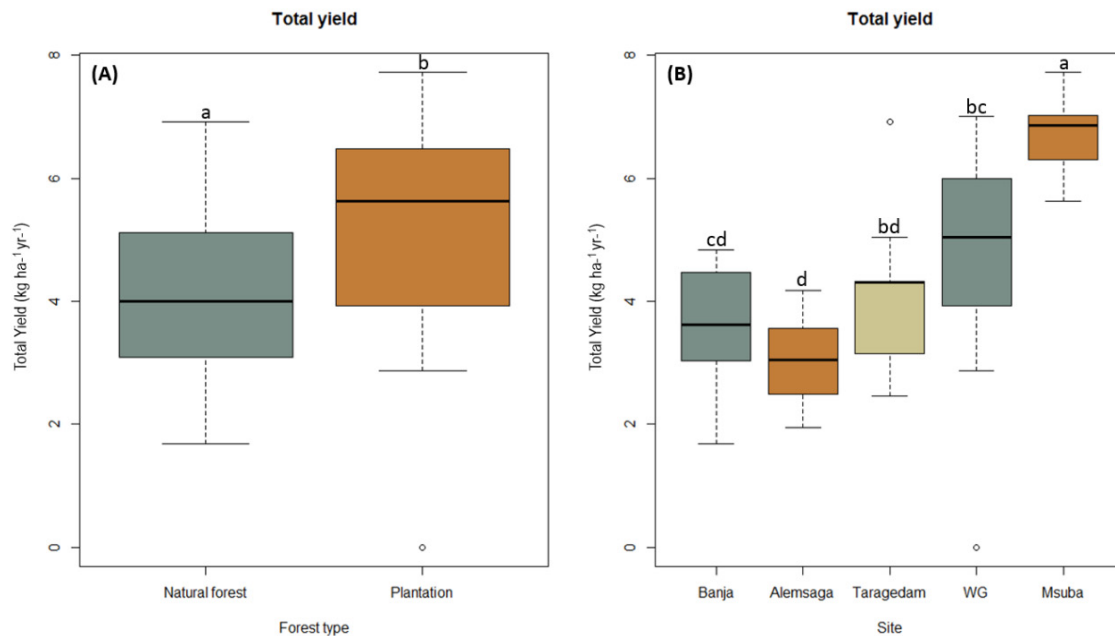 Total yield
(A)
a
b
8
6
4
2
0
Total Yield (kg ha-1 yr-1)
Natural forest
Plantation
Forest type
Total yield
(B)
cd
d
bd
bc
a
8
6
4
2
0
Total Yield (kg ha-1 yr-1)
Banja
Alemsaga
Taragedam
WG
Msuba
Site